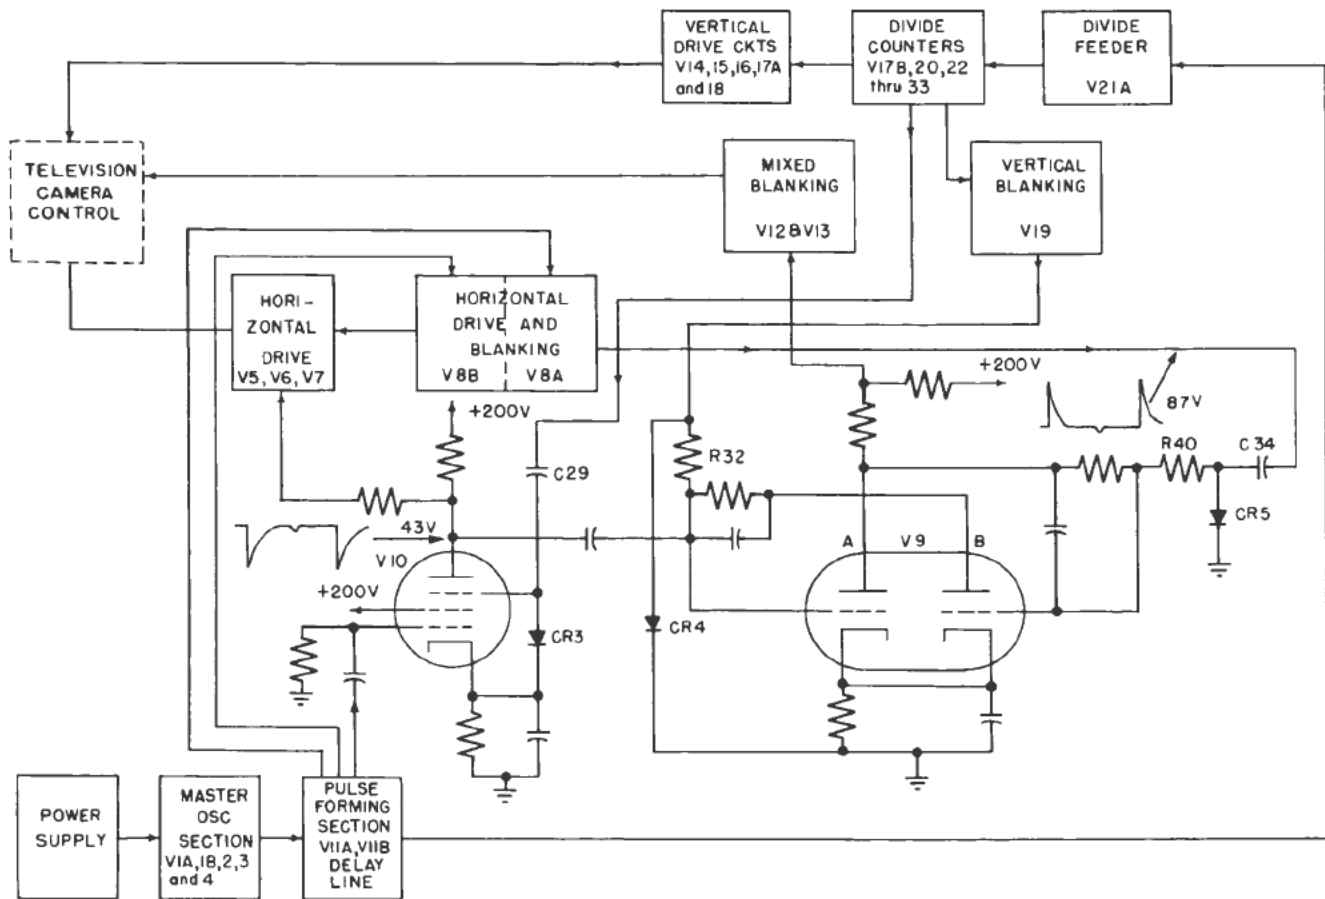 VERTICAL
DRIVE CKTS
V14,15,16,17A
and 18
DIVIDE
COUNTERS
V17B,20,22
thru 33
DIVIDE
FEEDER
V21A
TELEVISION
CAMERA
CONTROL
MIXED
BLANKING
V12&V13
VERTICAL
BLANKING
V19
HORI-
ZONTAL
DRIVE
V5, V6, V7
HORIZONTAL
DRIVE AND
BLANKING
V8B V8A
+200V
+200V
87V
R32
C29
R40
C34
CR5
43V
V10
A V9 B
+200V
CR3
CR4
POWER
SUPPLY
MASTER
OSC
SECTION
V1A,1B,2,3
and 4
PULSE
FORMING
SECTION
V11A,V11B
DELAY
LINE